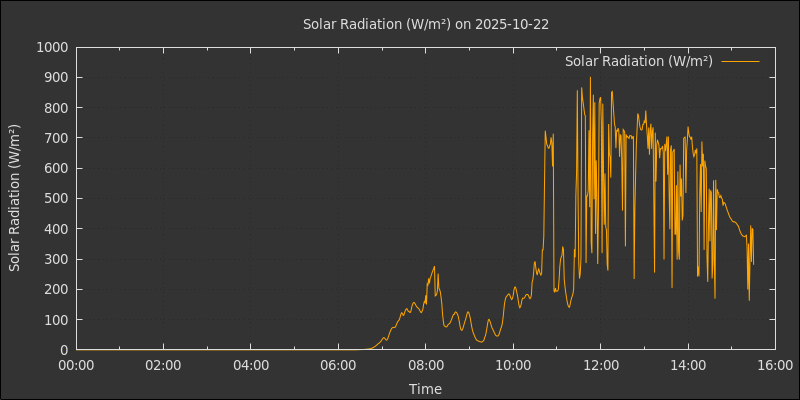 Solar Radiation (W/m²) on 2025-10-22
Solar Radiation (W/m²)
Solar Radiation (W/m²)
1000
900
800
700
600
500
400
300
200
100
0
00:00 02:00 04:00 06:00 08:00 10:00 12:00 14:00 16:00
Time